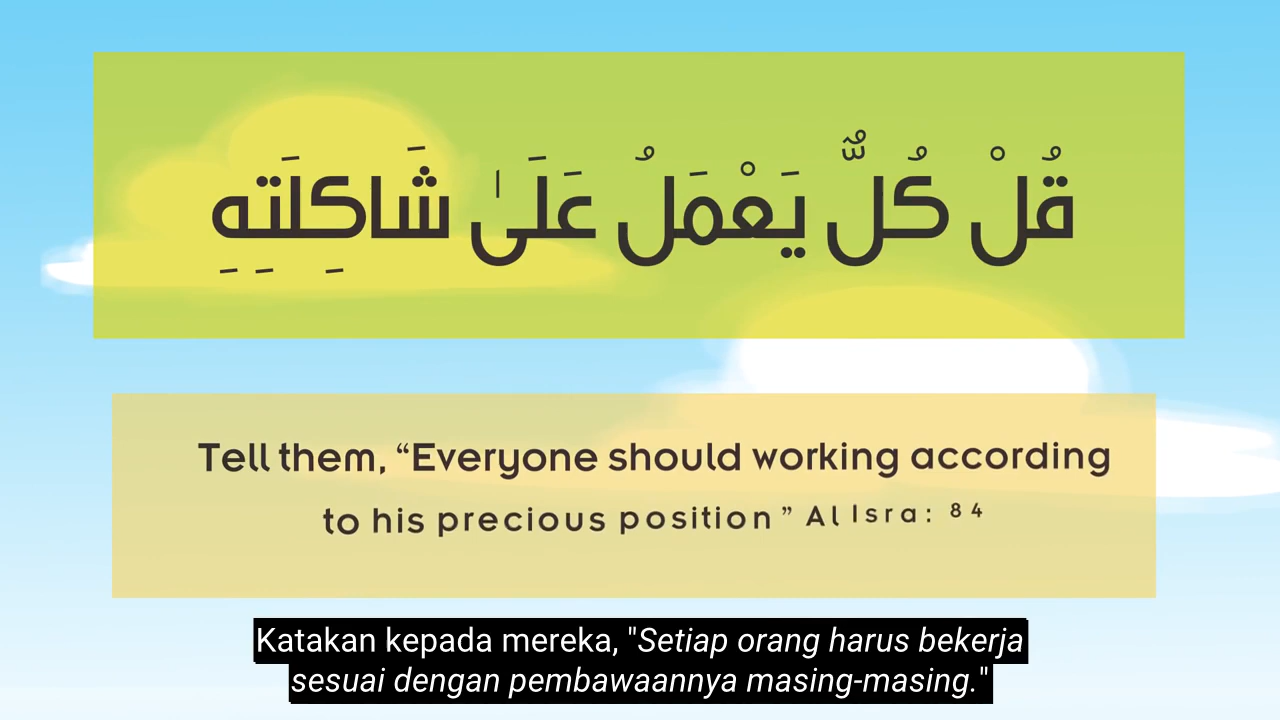 قُلْ كُلٌّ يَعْمَلُ عَلَىٰ شَاكِلَتِهِ
Tell them, “Everyone should working according
to his precious position ” Al Isra: 84
Katakan kepada mereka, "Setiap orang harus bekerja
sesuai dengan pembawaannya masing-masing."